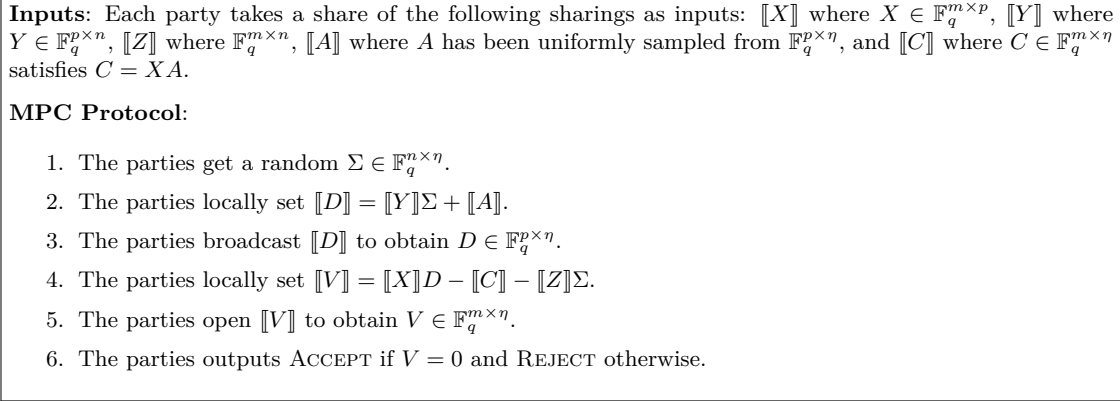 Inputs: Each party takes a share of the following sharings as inputs: ⟦X⟧ where X ∈ 𝔽_q^{m×p}, ⟦Y⟧ where
Y ∈ 𝔽_q^{p×n}, ⟦Z⟧ where 𝔽_q^{m×n}, ⟦A⟧ where A has been uniformly sampled from 𝔽_q^{p×η}, and ⟦C⟧ where C ∈ 𝔽_q^{m×η}
satisfies C = XA.
MPC Protocol:
1. The parties get a random Σ ∈ 𝔽_q^{n×η}.
2. The parties locally set ⟦D⟧ = ⟦Y⟧Σ + ⟦A⟧.
3. The parties broadcast ⟦D⟧ to obtain D ∈ 𝔽_q^{p×η}.
4. The parties locally set ⟦V⟧ = ⟦X⟧D − ⟦C⟧ − ⟦Z⟧Σ.
5. The parties open ⟦V⟧ to obtain V ∈ 𝔽_q^{m×η}.
6. The parties outputs ACCEPT if V = 0 and REJECT otherwise.